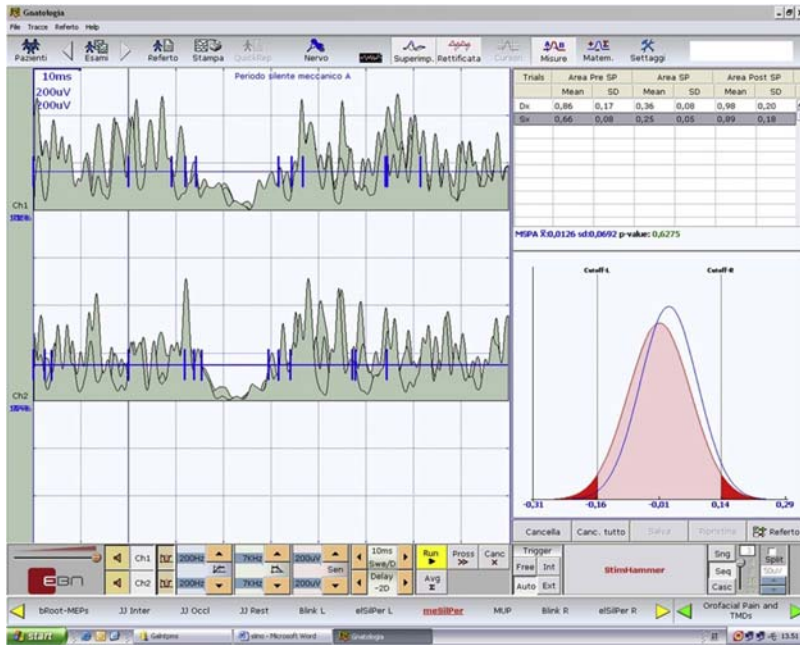 Gnatologia
File Tracce Referto Help
Pazienti Esami Referto Stampa QuickRep Nervo Superimp. Rettificata Cursori Misure Matem. Settaggi
10ms
200uV
200uV
Periodo silente meccanico A
Ch1
Ch2
Trials Area Pre SP Area SP Area Post SP
Mean SD Mean SD Mean SD
Dx 0,86 0,17 0,36 0,08 0,98 0,20
Sx 0,66 0,08 0,25 0,05 0,89 0,18
MSPA X̄:0,0126 sd:0,0692 p-value: 0,6275
Cutoff-L Cutoff-R
-0,31 -0,16 -0,01 0,14 0,29
Cancella Canc. tutto Salva Ripristina Referto
EBN
Ch1 200Hz 7KHz 200uV
Ch2 200Hz 7KHz 200uV
Sen
10ms
Swe/D
Delay
-2D
Run Pross Canc
Avg
Trigger
Free Int
Auto Ext
StimHammer
Sng
Seq
Casc
Split
50uV
bRoot-MEPs JJ Inter JJ Occl JJ Rest Blink L elSilPer L meSilPer MUP Blink R elSilPer R Orofacial Pain and TMDs
start Galntpms eino - Microsoft Word Gnatologia 13.51